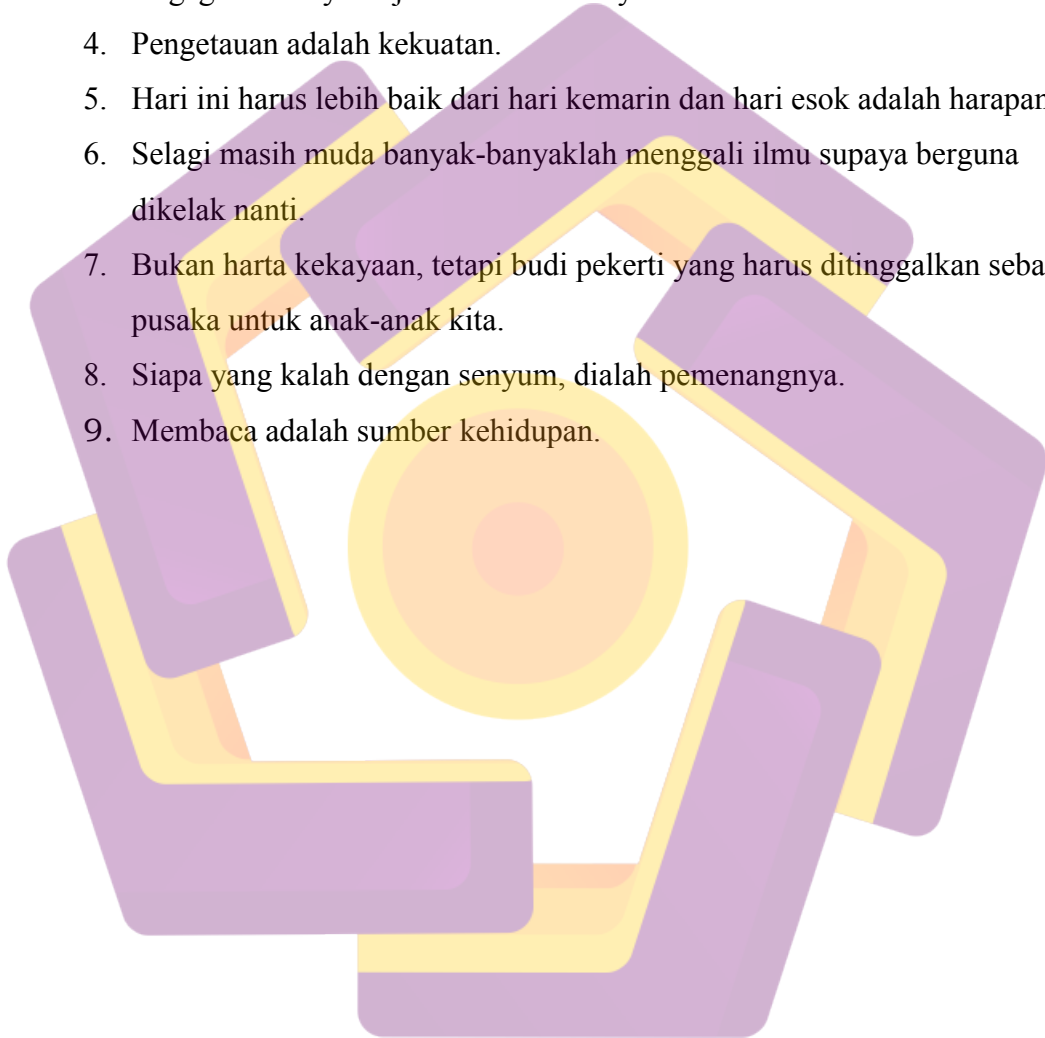 4. Pengetauan adalah kekuatan.
5. Hari ini harus lebih baik dari hari kemarin dan hari esok adalah harapan
6. Selagi masih muda banyak-banyaklah menggali ilmu supaya berguna
dikelak nanti.
7. Bukan harta kekayaan, tetapi budi pekerti yang harus ditinggalkan seba
pusaka untuk anak-anak kita.
8. Siapa yang kalah dengan senyum, dialah pemenangnya.
9. Membaca adalah sumber kehidupan.